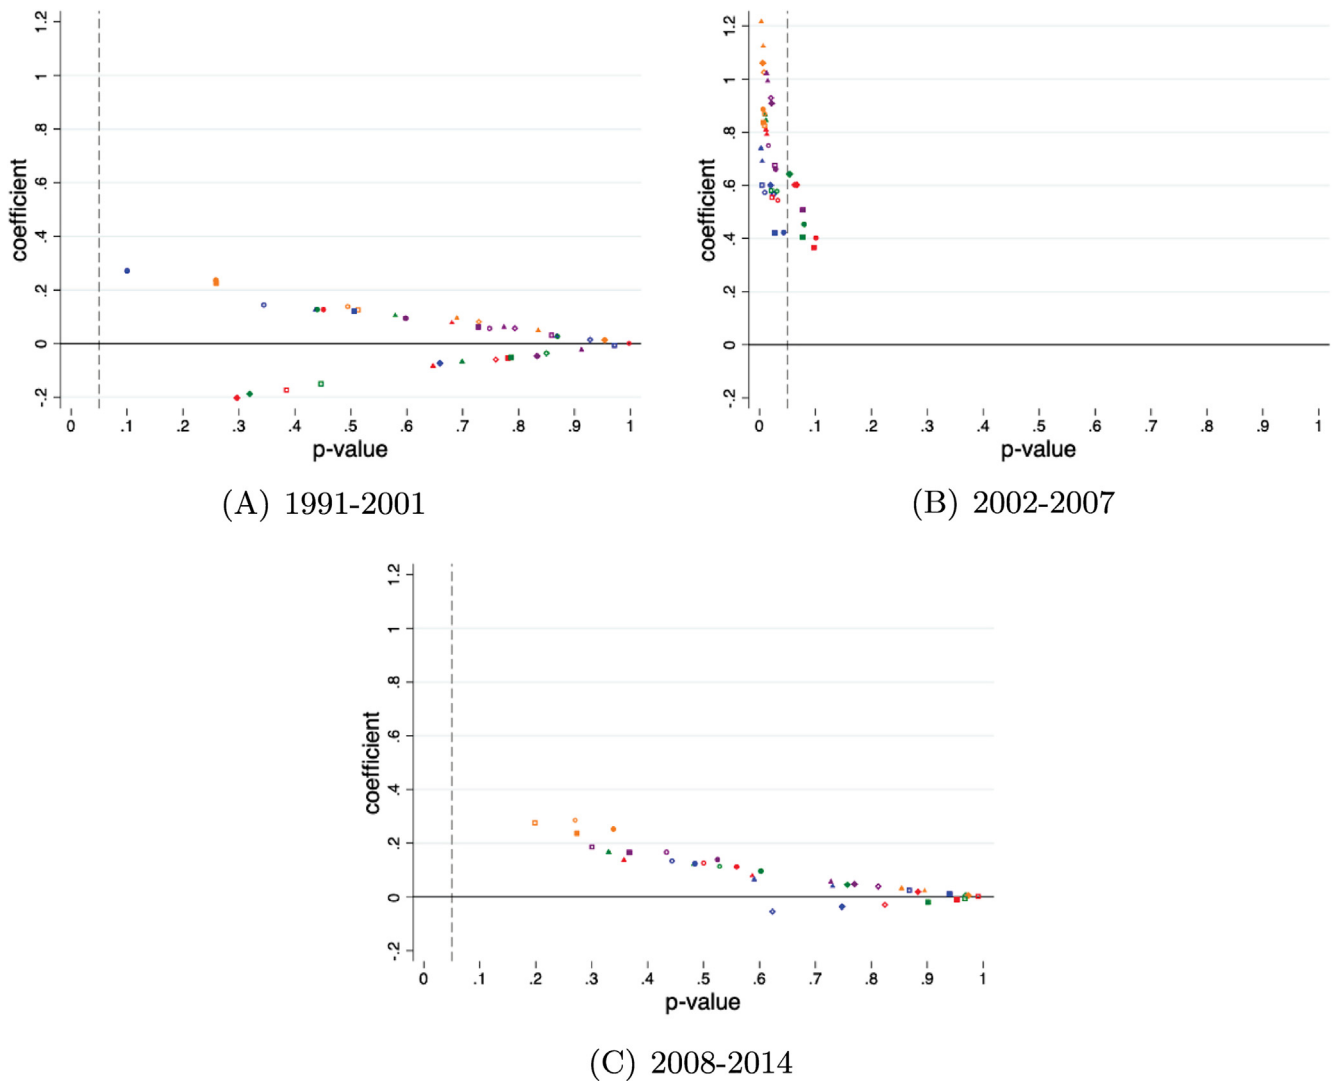 coefficient
1.2
1
.8
.6
.4
.2
0
-.2
0 .1 .2 .3 .4 .5 .6 .7 .8 .9 1
p-value
(A) 1991-2001
coefficient
1.2
1
.8
.6
.4
.2
0
-.2
0 .1 .2 .3 .4 .5 .6 .7 .8 .9 1
p-value
(B) 2002-2007
coefficient
1.2
1
.8
.6
.4
.2
0
-.2
0 .1 .2 .3 .4 .5 .6 .7 .8 .9 1
p-value
(C) 2008-2014